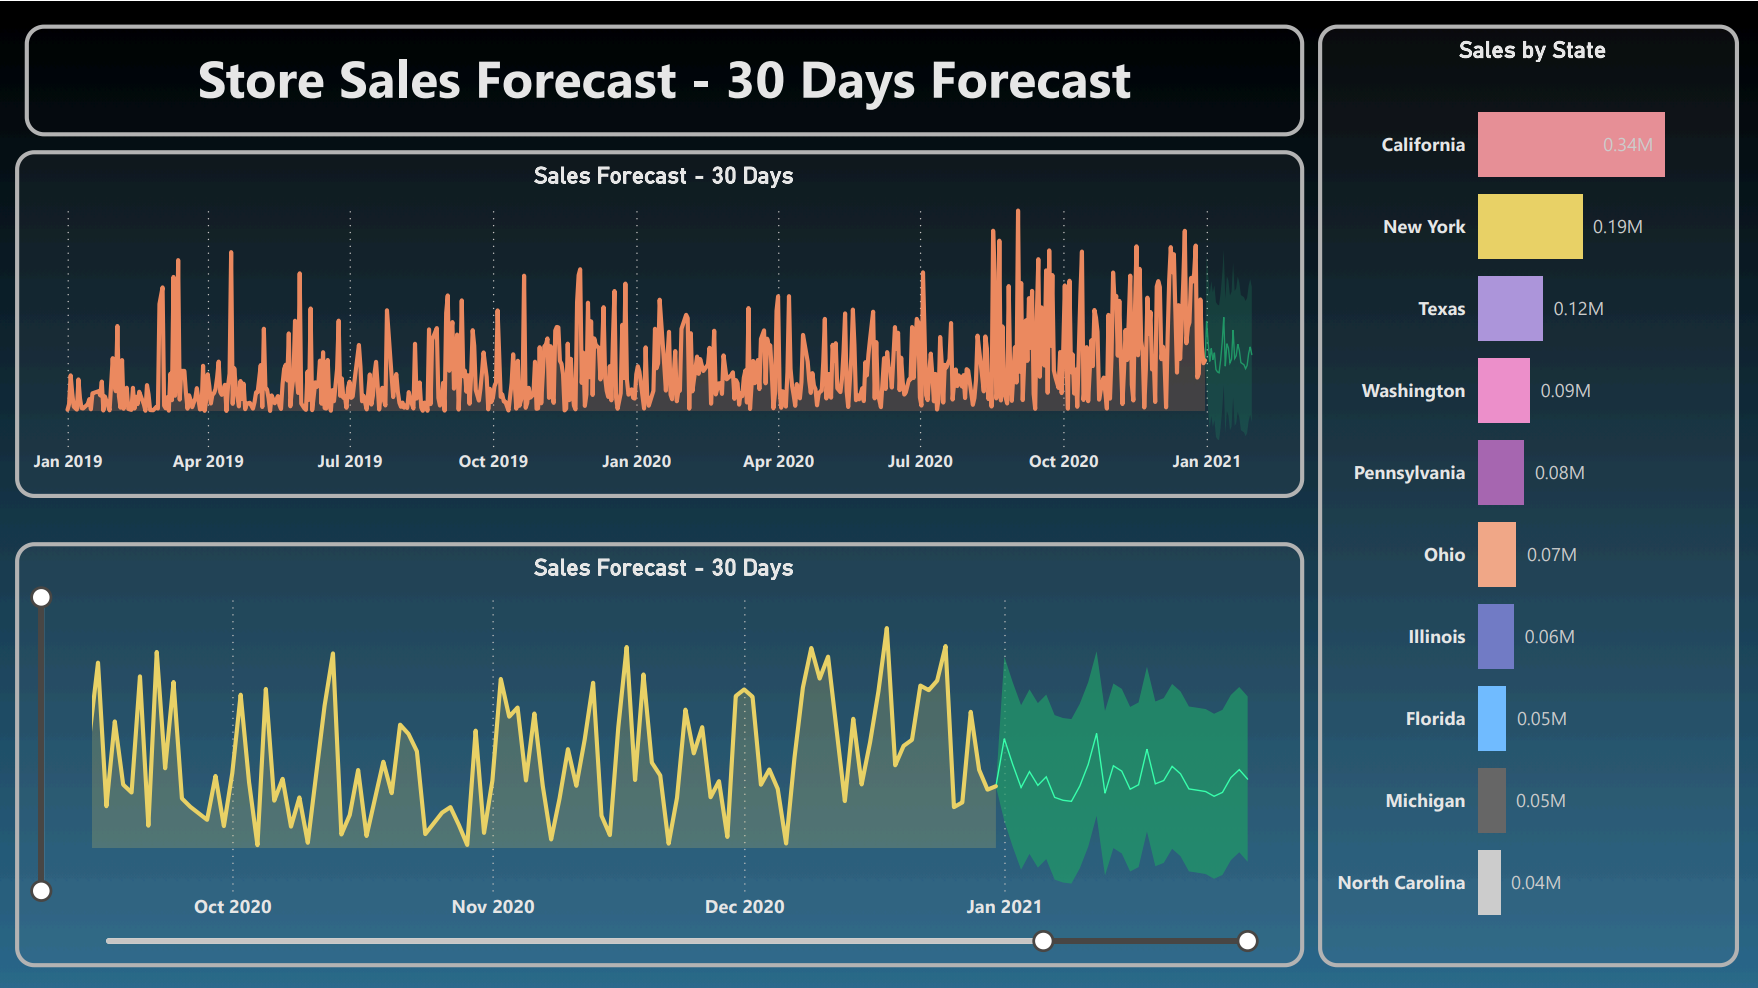 Store Sales Forecast - 30 Days Forecast
Sales Forecast - 30 Days
Jan 2019 Apr 2019 Jul 2019 Oct 2019 Jan 2020 Apr 2020 Jul 2020 Oct 2020 Jan 2021
Sales Forecast - 30 Days
Oct 2020 Nov 2020 Dec 2020 Jan 2021
Sales by State
California 0.34M
New York 0.19M
Texas 0.12M
Washington 0.09M
Pennsylvania 0.08M
Ohio 0.07M
Illinois 0.06M
Florida 0.05M
Michigan 0.05M
North Carolina 0.04M